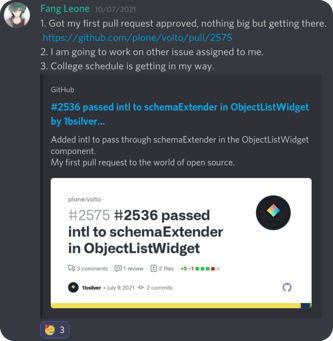 Fang Leone 10/07/2021
1. Got my first pull request approved, nothing big but getting there.
https://github.com/plone/volto/pull/2575
2. I am going to work on other issue assigned to me.
3. College schedule is getting in my way.
GitHub
#2536 passed intl to schemaExtender in ObjectListWidget
by 1bsilver...
Added intl to pass through schemaExtender in the ObjectListWidget
component.
My first pull request to the world of open source.
plone/volto
#2575 #2536 passed
intl to schemaExtender
in ObjectListWidget
3 comments 1 review 2 files +5 -1
1bsilver • July 9, 2021 2 commits
3